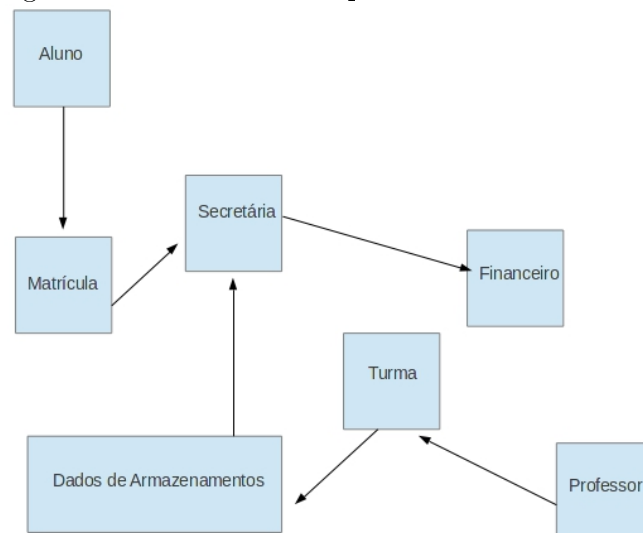 Aluno
Secretária
Matrícula
Financeiro
Turma
Dados de Armazenamentos
Professor